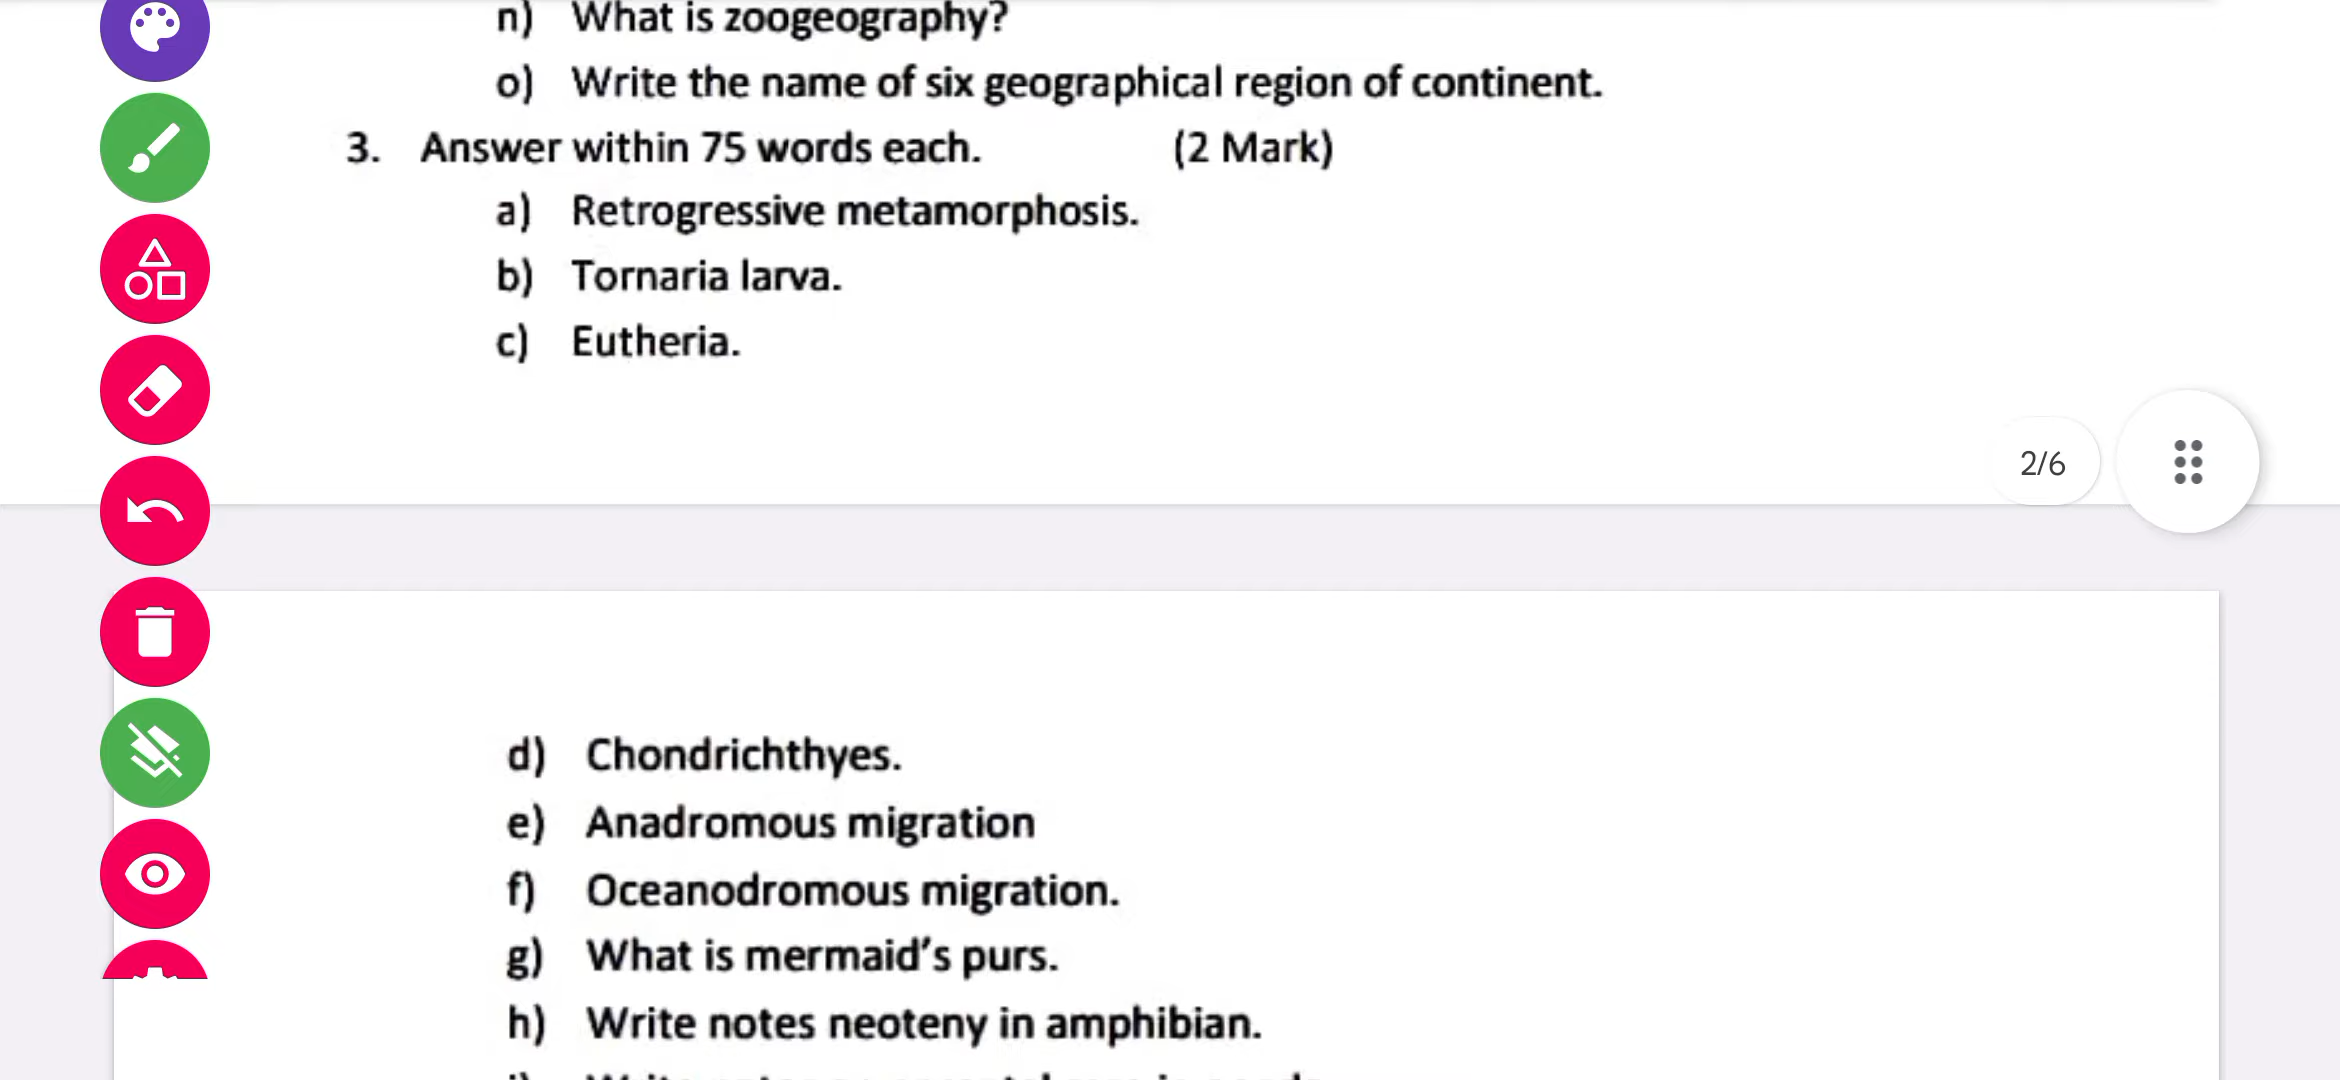 n) What is zoogeography?
o) Write the name of six geographical region of continent.
3. Answer within 75 words each. (2 Mark)
a) Retrogressive metamorphosis.
b) Tornaria larva.
c) Eutheria.
2/6
d) Chondrichthyes.
e) Anadromous migration
f) Oceanodromous migration.
g) What is mermaid's purs.
h) Write notes neoteny in amphibian.